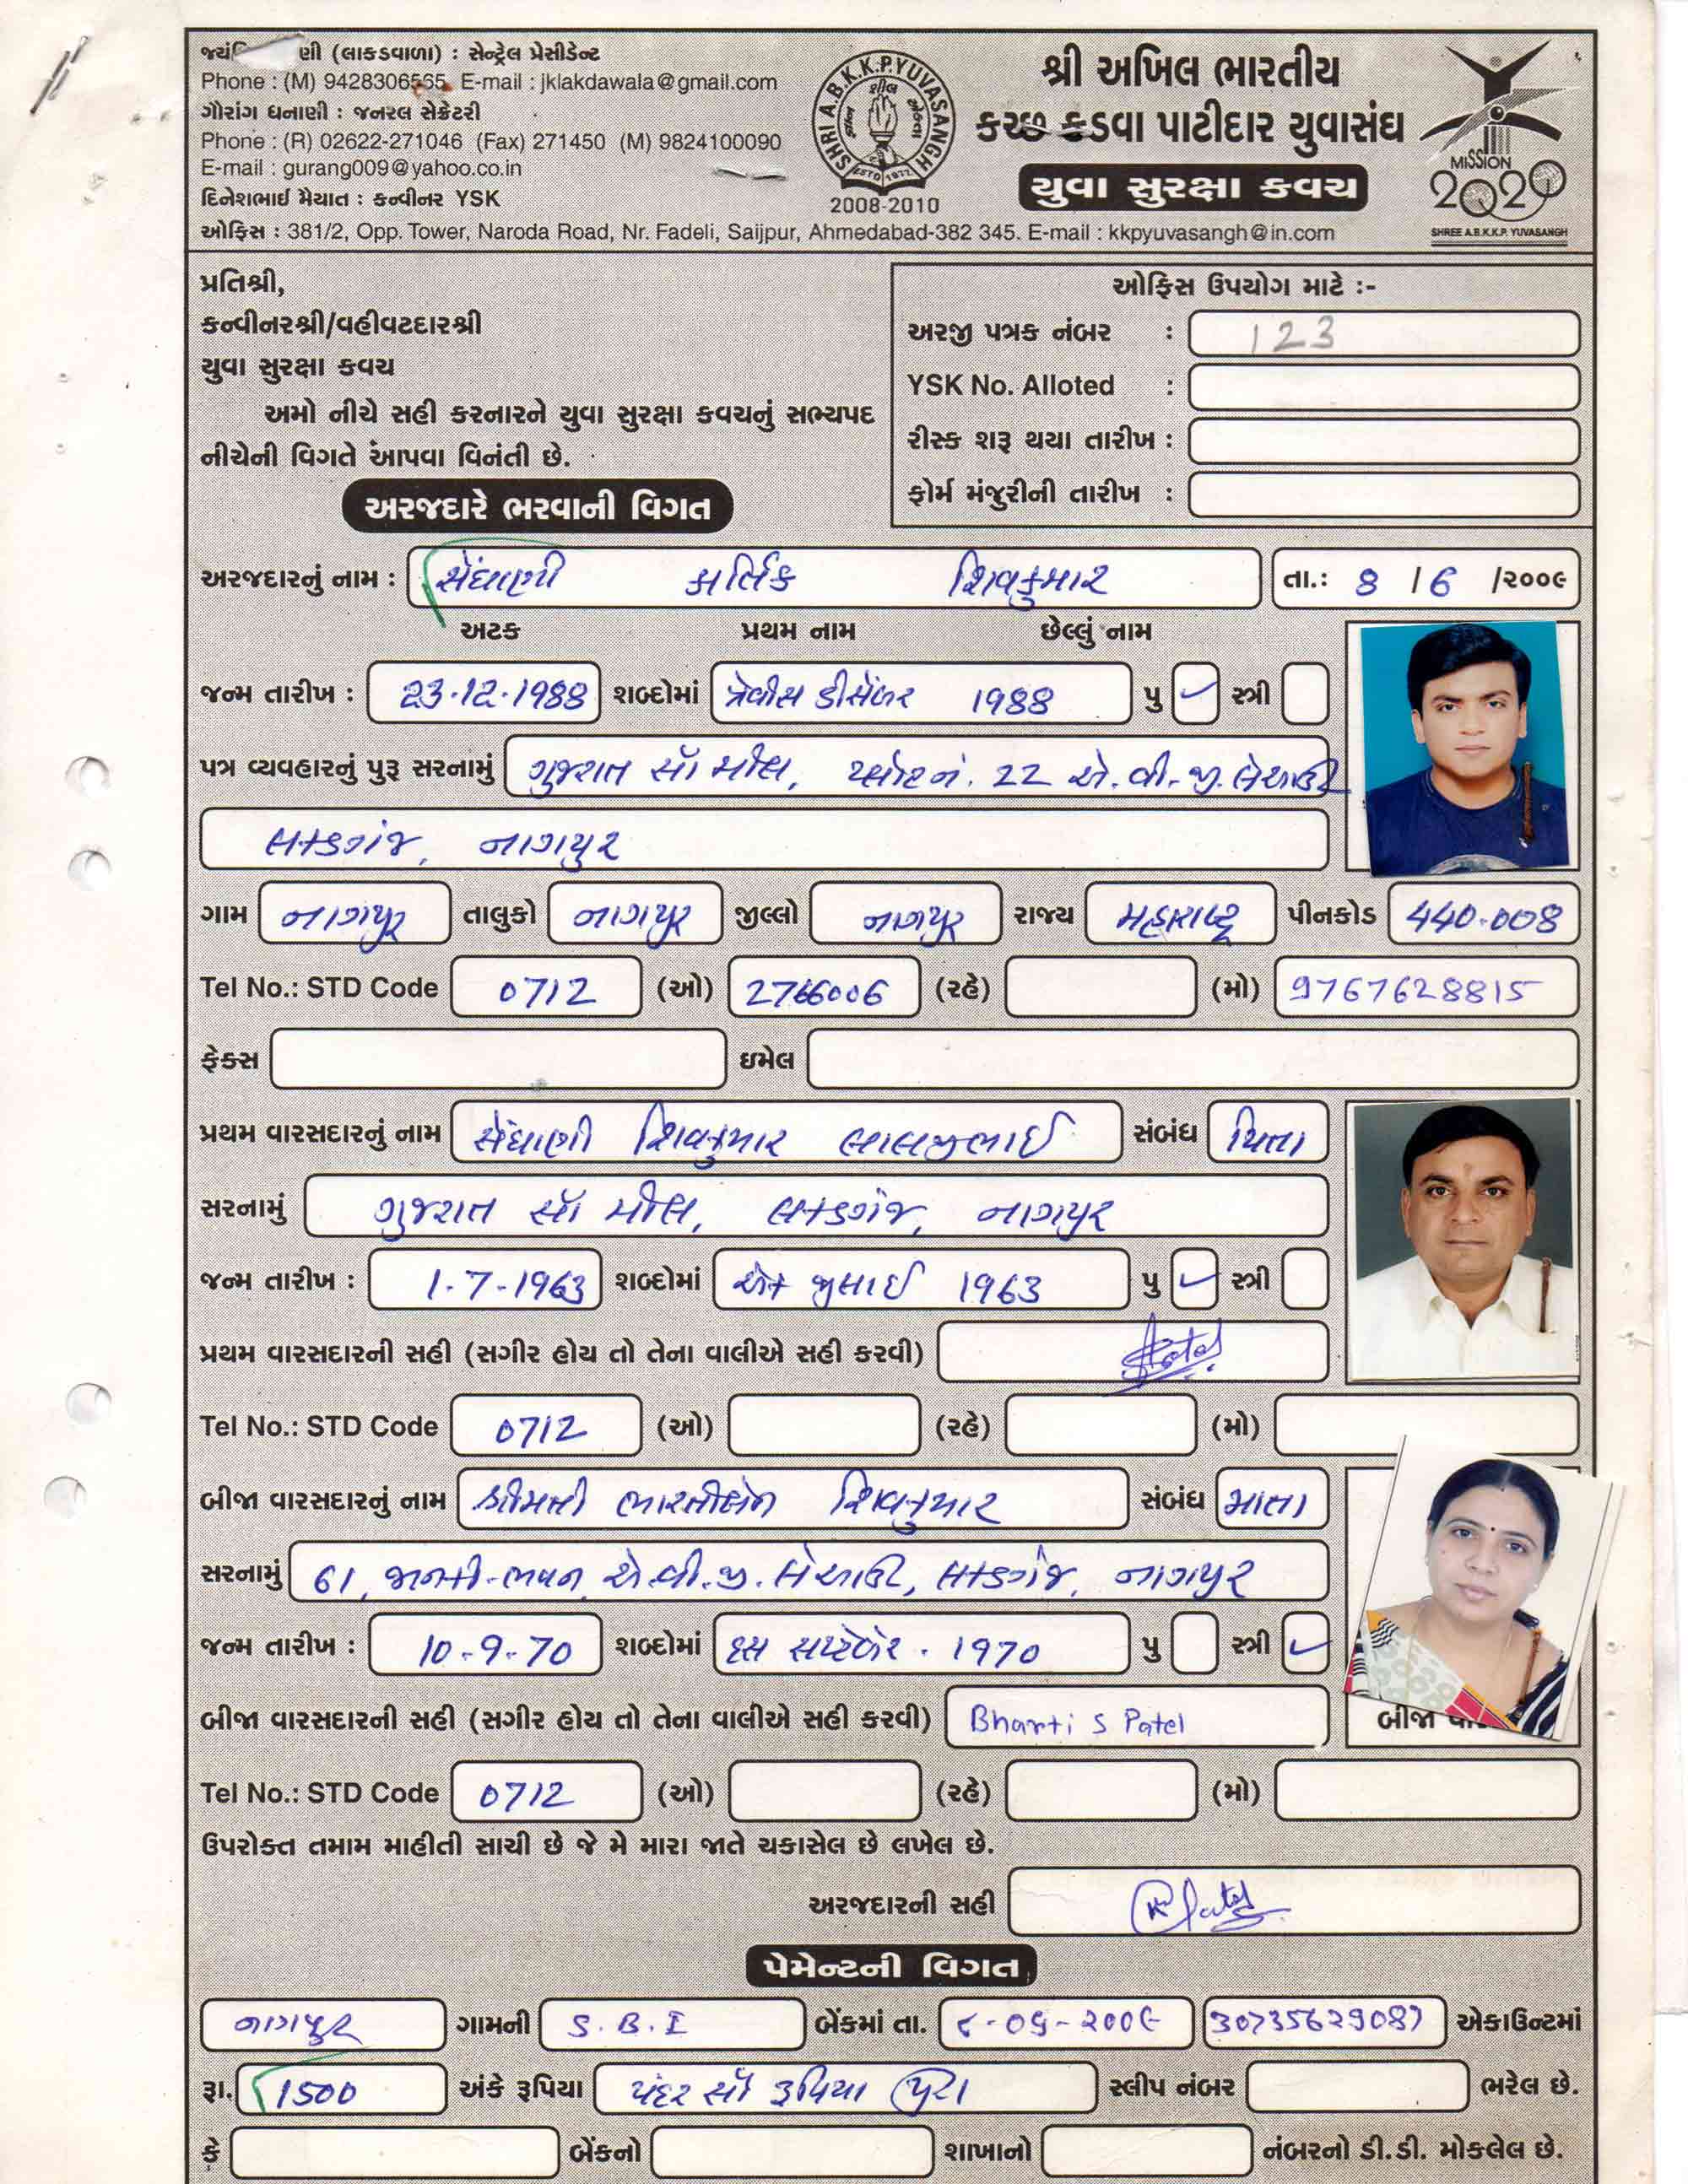 ણી (લાકડવાળા) : સેન્ટ્રેલ પ્રેસીડેન્ટ
Phone : (M) 9428306565 E-mail : jklakdawala@gmail.com
ગૌરાંગ ધનાણી : જનરલ સેક્રેટરી
Phone : (R) 02622-271046 (Fax) 271450 (M) 9824100090
E-mail : gurang009@yahoo.co.in
દિનેશભાઈ મૈયાત : કન્વીનર YSK
SHRI A.B.K.K.P.YUVASANGH
ESTD 1977
2008-2010
શ્રી અખિલ ભારતીય
કચ્છ કડવા પાટીદાર યુવાસંઘ
યુવા સુરક્ષા કવચ
MISSION
2020
SHREE A.B.K.K.P. YUVASANGH
ઓફિસ : 381/2, Opp. Tower, Naroda Road, Nr. Fadeli, Saijpur, Ahmedabad-382 345. E-mail : kkpyuvasangh@in.com
પ્રતિશ્રી,
કન્વીનરશ્રી/વહીવટદારશ્રી
યુવા સુરક્ષા કવચ
અમો નીચે સહી કરનારને યુવા સુરક્ષા કવચનું સભ્યપદ
નીચેની વિગતે આપવા વિનંતી છે.
ઓફિસ ઉપયોગ માટે :-
અરજી પત્રક નંબર : 123
YSK No. Alloted :
રીસ્ક શરૂ થયા તારીખ :
ફોર્મ મંજુરીની તારીખ :
અરજદારે ભરવાની વિગત
અરજદારનું નામ : સેંઘાણી કાર્તિક શિવકુમાર તા.: 8 / 6 /૨૦૦૯
અટક પ્રથમ નામ છેલ્લું નામ
જન્મ તારીખ : 23-12-1988 શબ્દોમાં ત્રેવીસ ડીસેંબર 1988 પુ ✓ સ્ત્રી
પત્ર વ્યવહારનું પુરૂ સરનામું ગુજરાત સૉ મીલ, પ્લોટ નં. 22 એ.વી.જી. લેઆઉટ
લકડગંજ, નાગપુર
ગામ નાગપુર તાલુકો નાગપુર જીલ્લો નાગપુર રાજ્ય મહારાષ્ટ્ર પીનકોડ 440-008
Tel No.: STD Code 0712 (ઓ) 2766006 (રહે) (મો) 9767628815
ફેક્સ ઇમેલ
પ્રથમ વારસદારનું નામ સેંઘાણી શિવકુમાર લાલજીભાઈ સંબંધ પિતા
સરનામું ગુજરાત સૉ મીલ, લકડગંજ, નાગપુર
જન્મ તારીખ : 1-7-1963 શબ્દોમાં એક જુલાઈ 1963 પુ ✓ સ્ત્રી
પ્રથમ વારસદારની સહી (સગીર હોય તો તેના વાલીએ સહી કરવી)
Tel No.: STD Code 0712 (ઓ) (રહે) (મો)
બીજા વારસદારનું નામ શ્રીમતી ભારતીબેન શિવકુમાર સંબંધ માતા
સરનામું 61, જાનકી-ભવન, એ.વી.જી. લેઆઉટ, લકડગંજ, નાગપુર
જન્મ તારીખ : 10-9-70 શબ્દોમાં દસ સપ્ટેંબર - 1970 પુ સ્ત્રી ✓
બીજા વારસદારની સહી (સગીર હોય તો તેના વાલીએ સહી કરવી) Bharti S Patel
બીજા
Tel No.: STD Code 0712 (ઓ) (રહે) (મો)
ઉપરોક્ત તમામ માહીતી સાચી છે જે મે મારા જાતે ચકાસેલ છે લખેલ છે.
અરજદારની સહી
પેમેન્ટની વિગત
નાગપુર ગામની S.B.I બેંકમાં તા. ૮-૦૬-૨૦૦૯ 30735629087 એકાઉન્ટમાં
રૂા. 1500 અંકે રૂપિયા પંદર સૌ રૂપિયા પુરા સ્લીપ નંબર ભરેલ છે.
કે બેંકનો શાખાનો નંબરનો ડી.ડી. મોકલેલ છે.